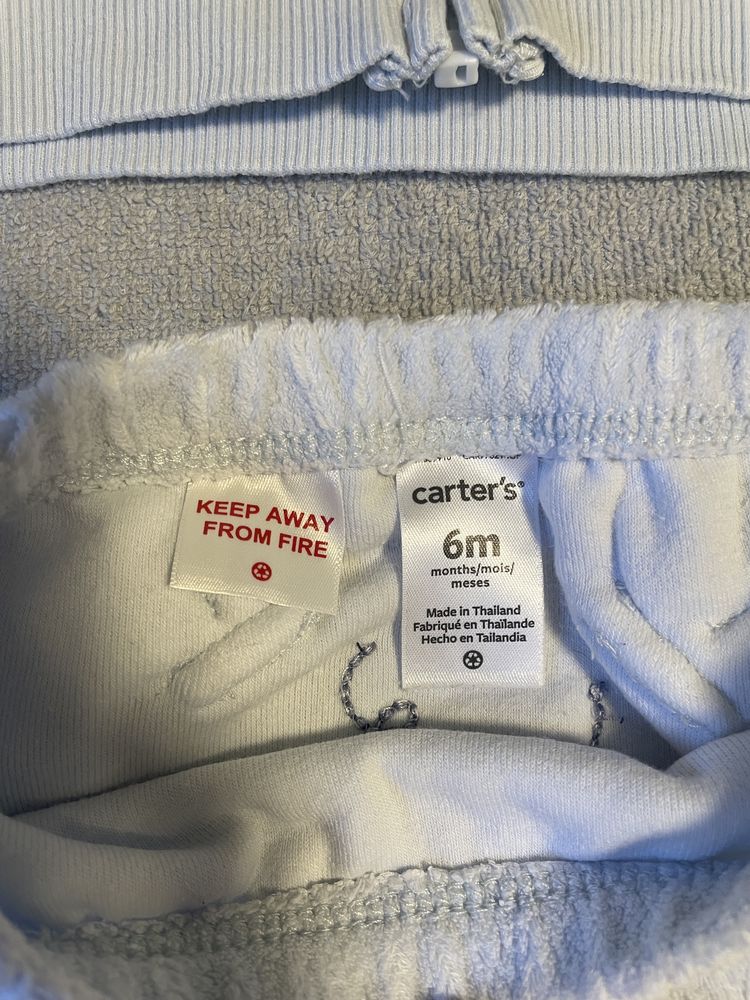 KEEP AWAY
FROM FIRE
carter's®
6m
months/mois/
meses
Made in Thailand
Fabriqué en Thaïlande
Hecho en Tailandia